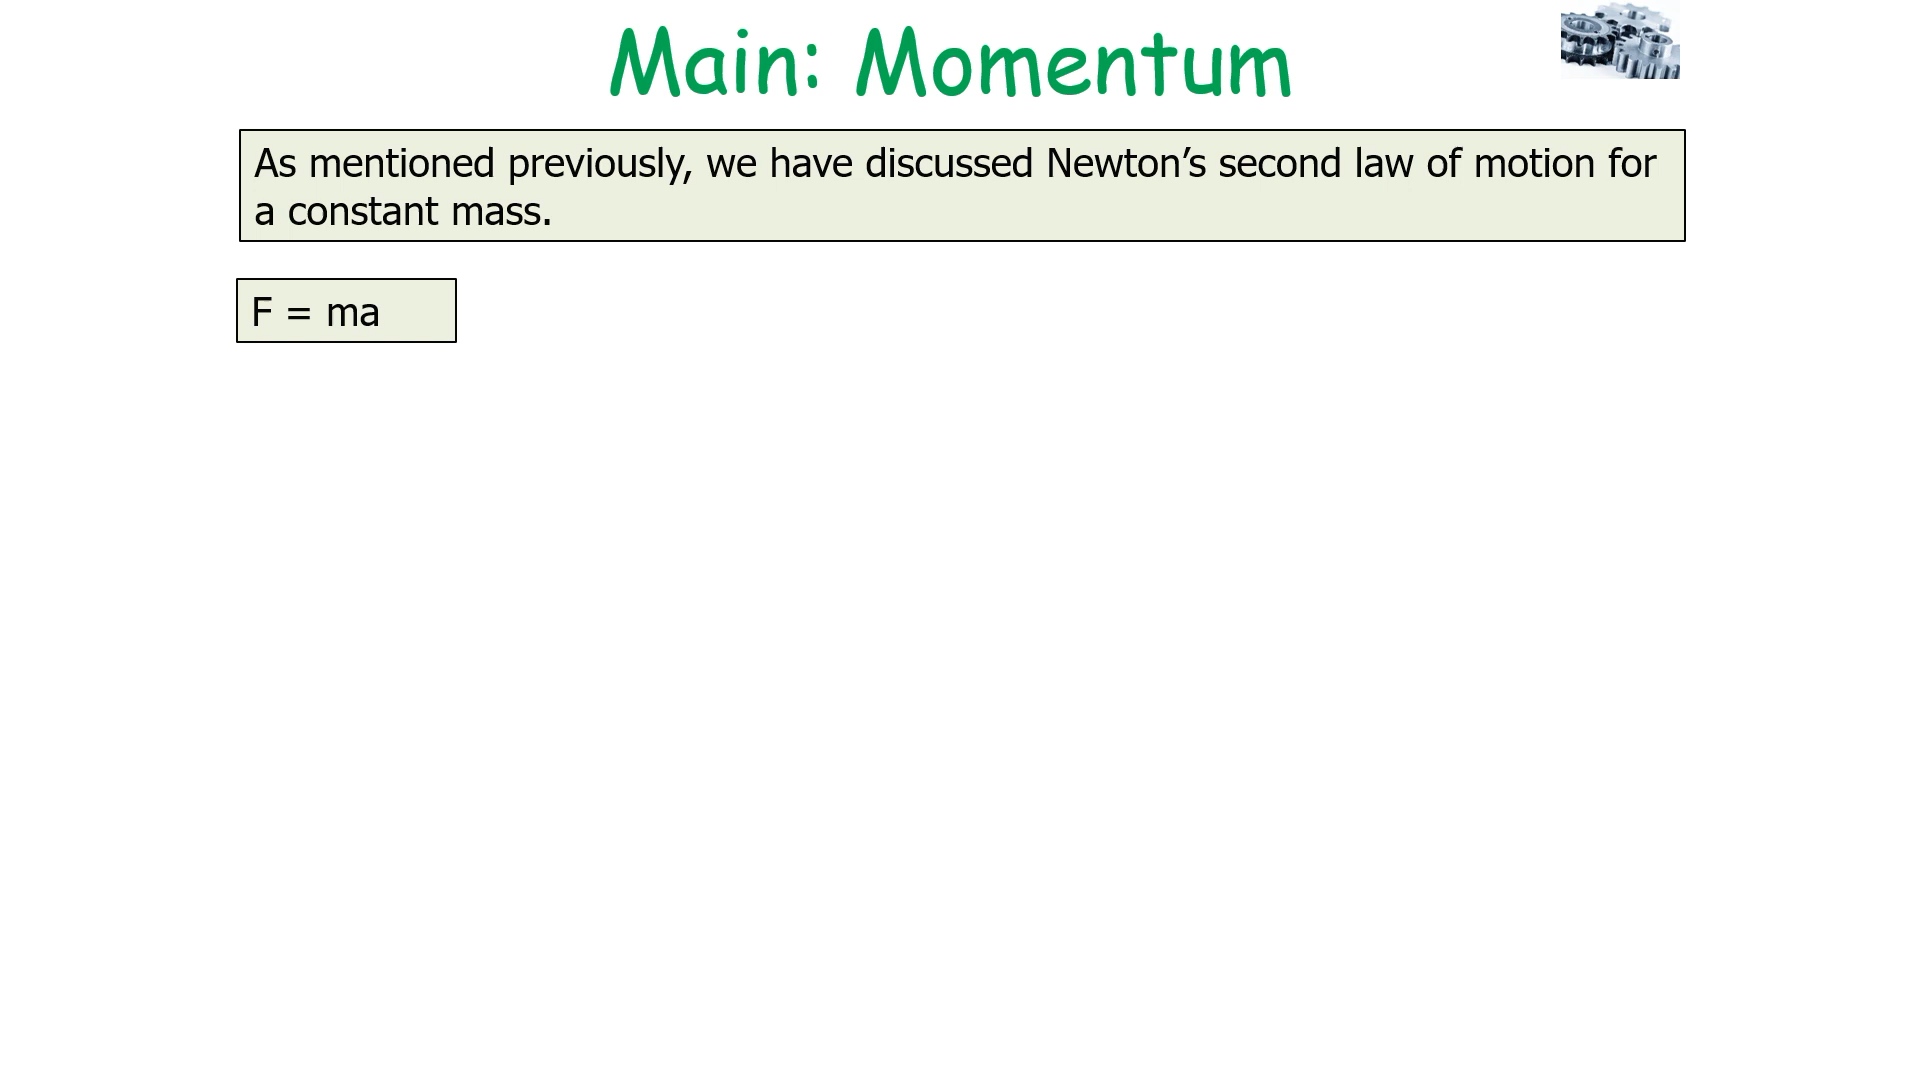 Main: Momentum
As mentioned previously, we have discussed Newton’s second law of motion for
a constant mass.
F = ma